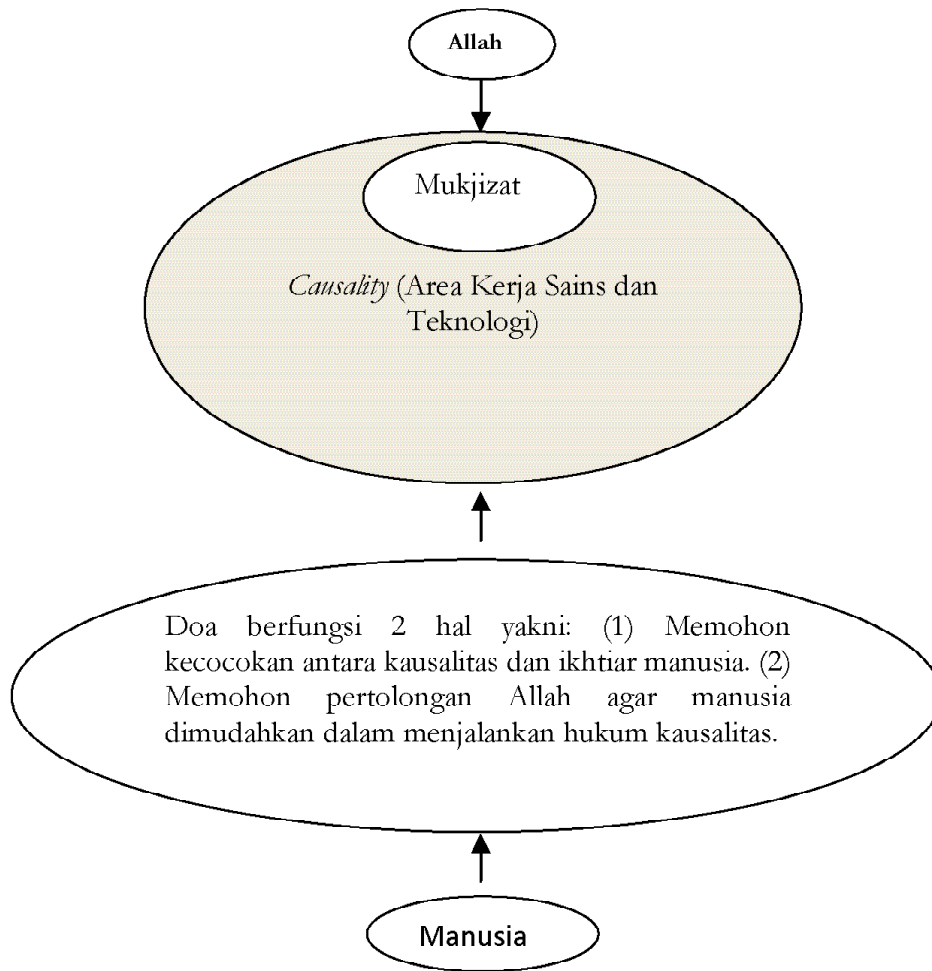 Allah
Mukjizat
Causality (Area Kerja Sains dan
Teknologi)
Doa berfungsi 2 hal yakni: (1) Memohon
kecocokan antara kausalitas dan ikhtiar manusia. (2)
Memohon pertolongan Allah agar manusia
dimudahkan dalam menjalankan hukum kausalitas.
Manusia